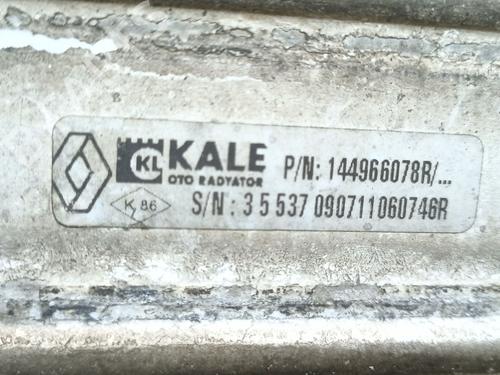 KL KALE
OTO RADYATOR
P/N: 144966078R/...
K 86
S/N : 3 5 537 090711060746R